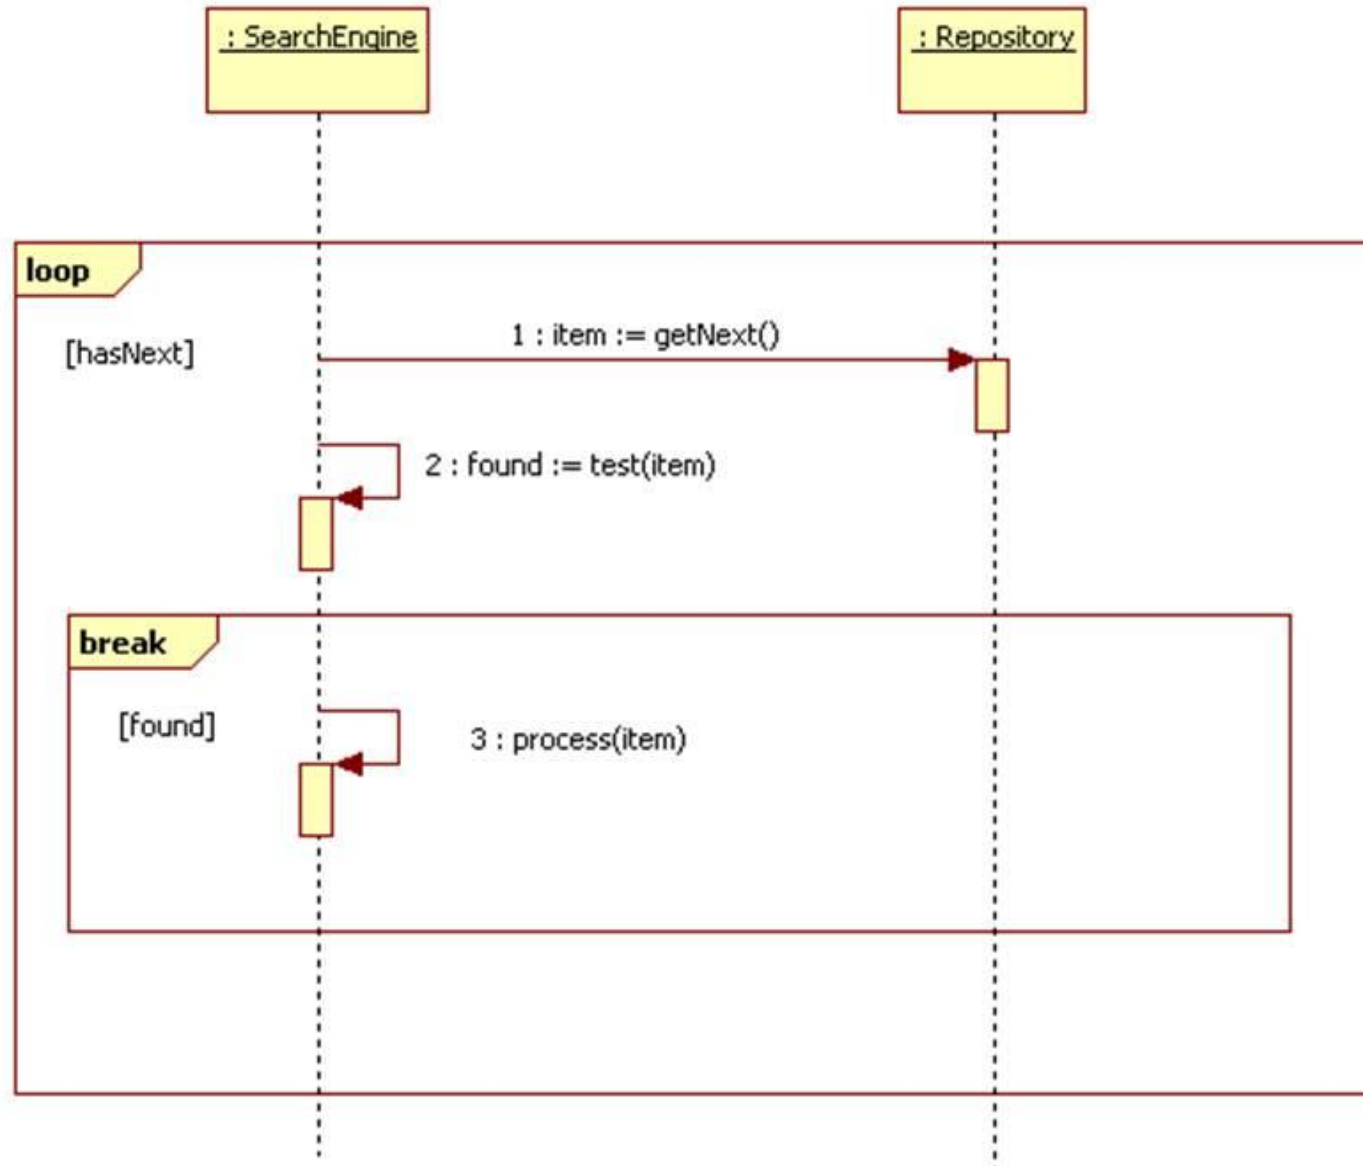 : SearchEngine
: Repository
loop
[hasNext]
1 : item := getNext()
2 : found := test(item)
break
[found]
3 : process(item)